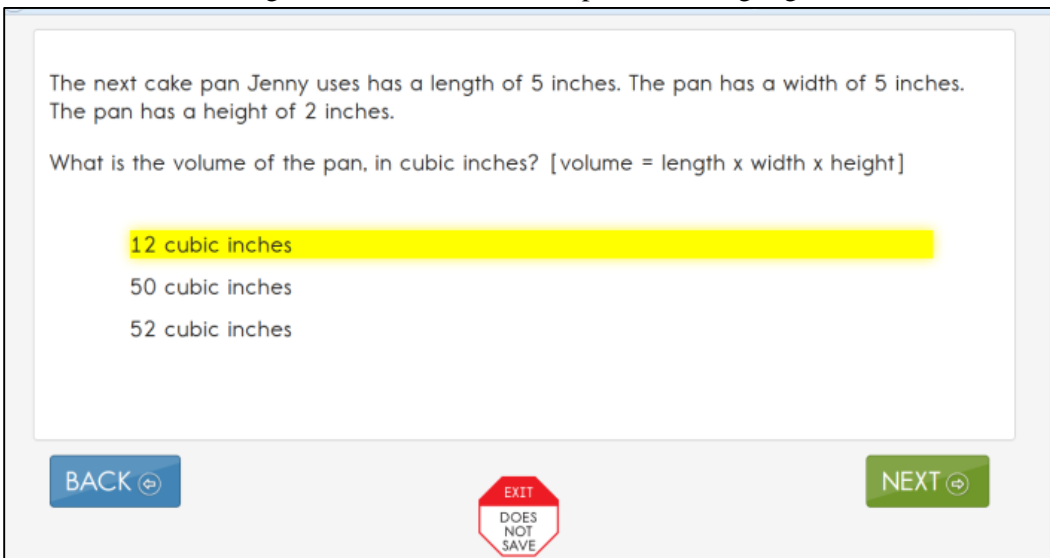 The next cake pan Jenny uses has a length of 5 inches. The pan has a width of 5 inches.
The pan has a height of 2 inches.
What is the volume of the pan, in cubic inches? [volume = length x width x height]
12 cubic inches
50 cubic inches
52 cubic inches
BACK
EXIT
DOES
NOT
SAVE
NEXT